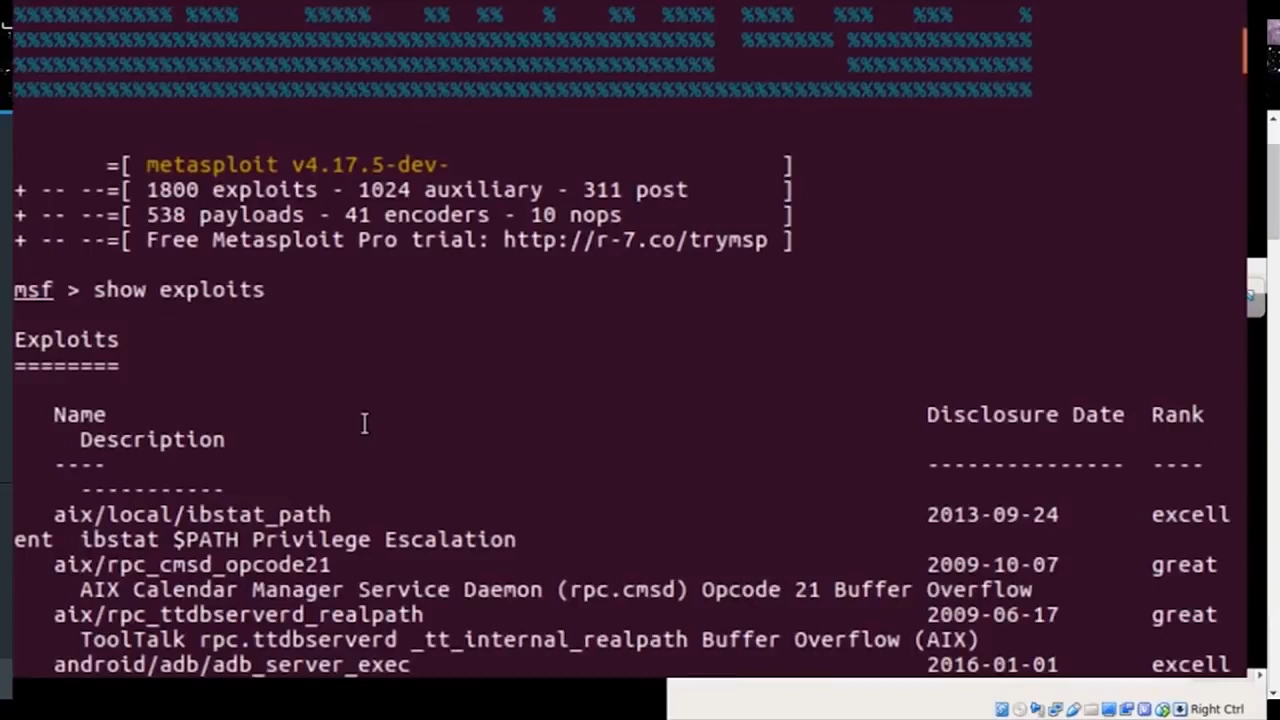 %%%%%%%%%%%% %%%%     %%%%%    %%  %%   %    %%  %%%%  %%%%   %%%   %%%     %
%%%%%%%%%%%%%%%%%%%%%%%%%%%%%%%%%%%%%%%%%%%%%%%%%%%%%  %%%%%%% %%%%%%%%%%%%%%
%%%%%%%%%%%%%%%%%%%%%%%%%%%%%%%%%%%%%%%%%%%%%%%%%%%%%          %%%%%%%%%%%%%%
%%%%%%%%%%%%%%%%%%%%%%%%%%%%%%%%%%%%%%%%%%%%%%%%%%%%%%%%%%%%%%%%%%%%%%%%%%%%%%%
=[ metasploit v4.17.5-dev- ]
+ -- --=[ 1800 exploits - 1024 auxiliary - 311 post ]
+ -- --=[ 538 payloads - 41 encoders - 10 nops ]
+ -- --=[ Free Metasploit Pro trial: http://r-7.co/trymsp ]
msf > show exploits
Exploits
========
Name Disclosure Date Rank
Description
---- --------------- ----
-----------
aix/local/ibstat_path 2013-09-24 excell
ent ibstat $PATH Privilege Escalation
aix/rpc_cmsd_opcode21 2009-10-07 great
AIX Calendar Manager Service Daemon (rpc.cmsd) Opcode 21 Buffer Overflow
aix/rpc_ttdbserverd_realpath 2009-06-17 great
ToolTalk rpc.ttdbserverd _tt_internal_realpath Buffer Overflow (AIX)
android/adb/adb_server_exec 2016-01-01 excell
Right Ctrl